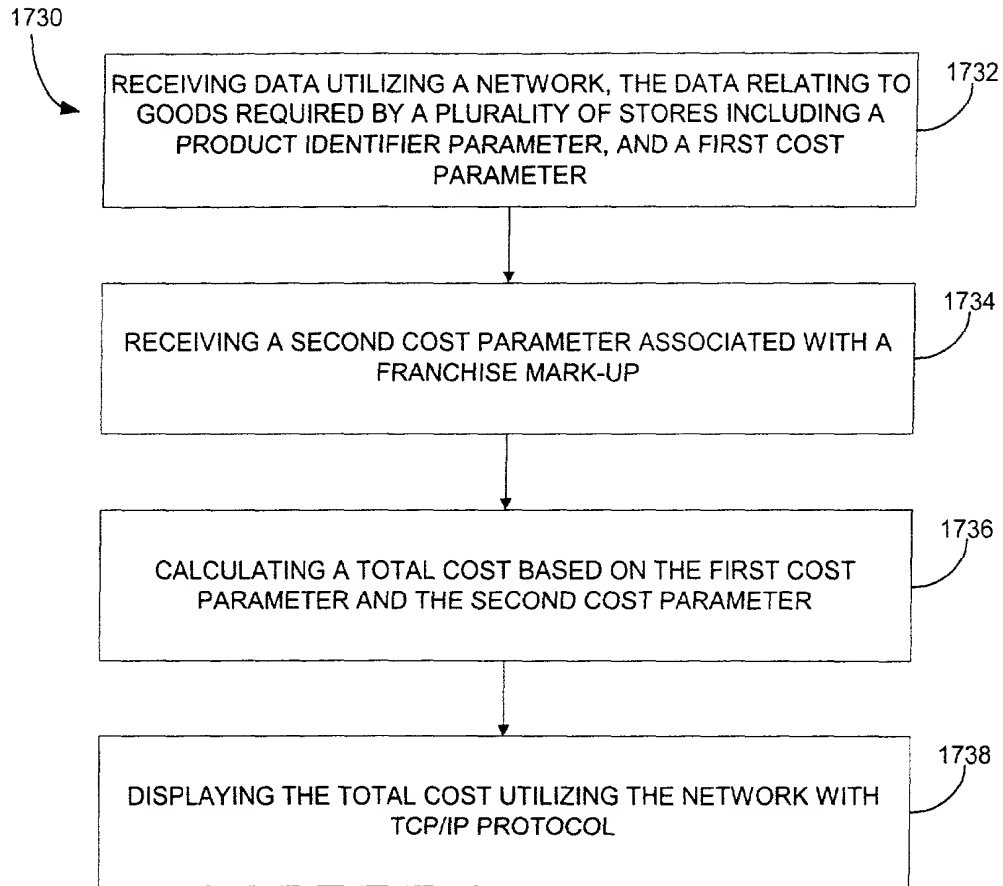 1730
RECEIVING DATA UTILIZING A NETWORK, THE DATA RELATING TO
GOODS REQUIRED BY A PLURALITY OF STORES INCLUDING A
PRODUCT IDENTIFIER PARAMETER, AND A FIRST COST
PARAMETER
1732
RECEIVING A SECOND COST PARAMETER ASSOCIATED WITH A
FRANCHISE MARK-UP
1734
CALCULATING A TOTAL COST BASED ON THE FIRST COST
PARAMETER AND THE SECOND COST PARAMETER
1736
DISPLAYING THE TOTAL COST UTILIZING THE NETWORK WITH
TCP/IP PROTOCOL
1738